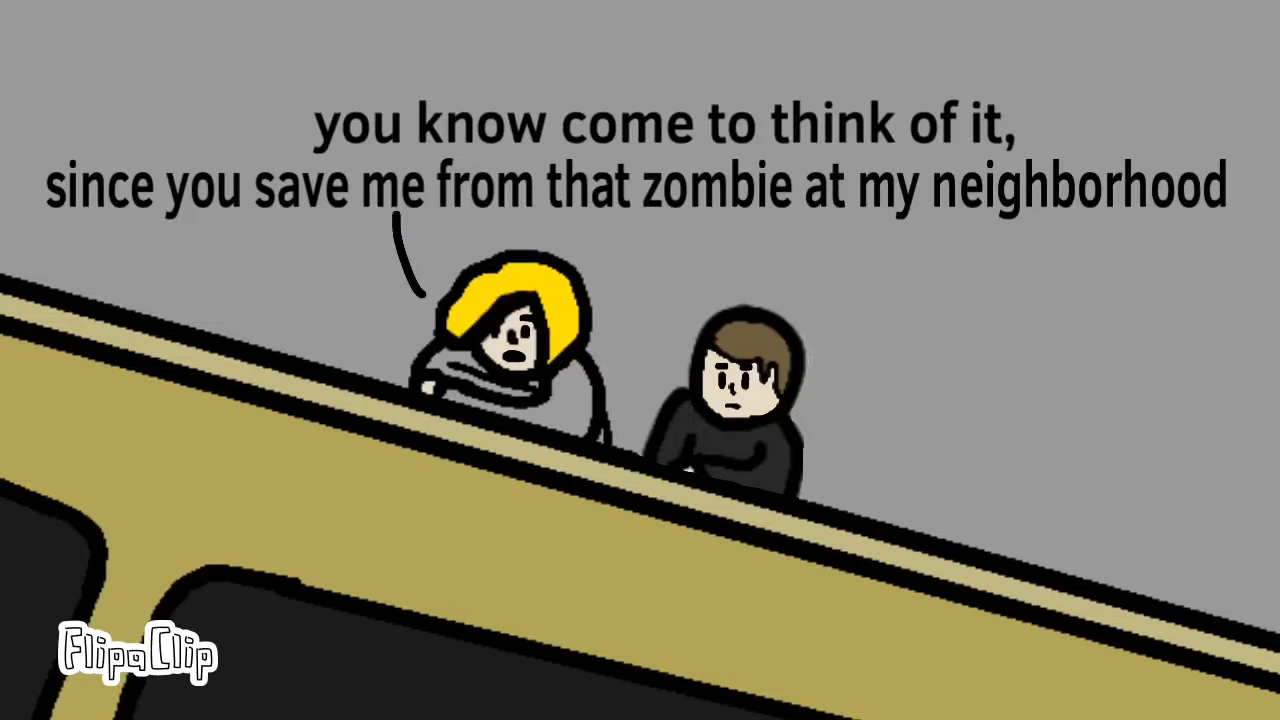 you know come to think of it,
since you save me from that zombie at my neighborhood
FlipaClip